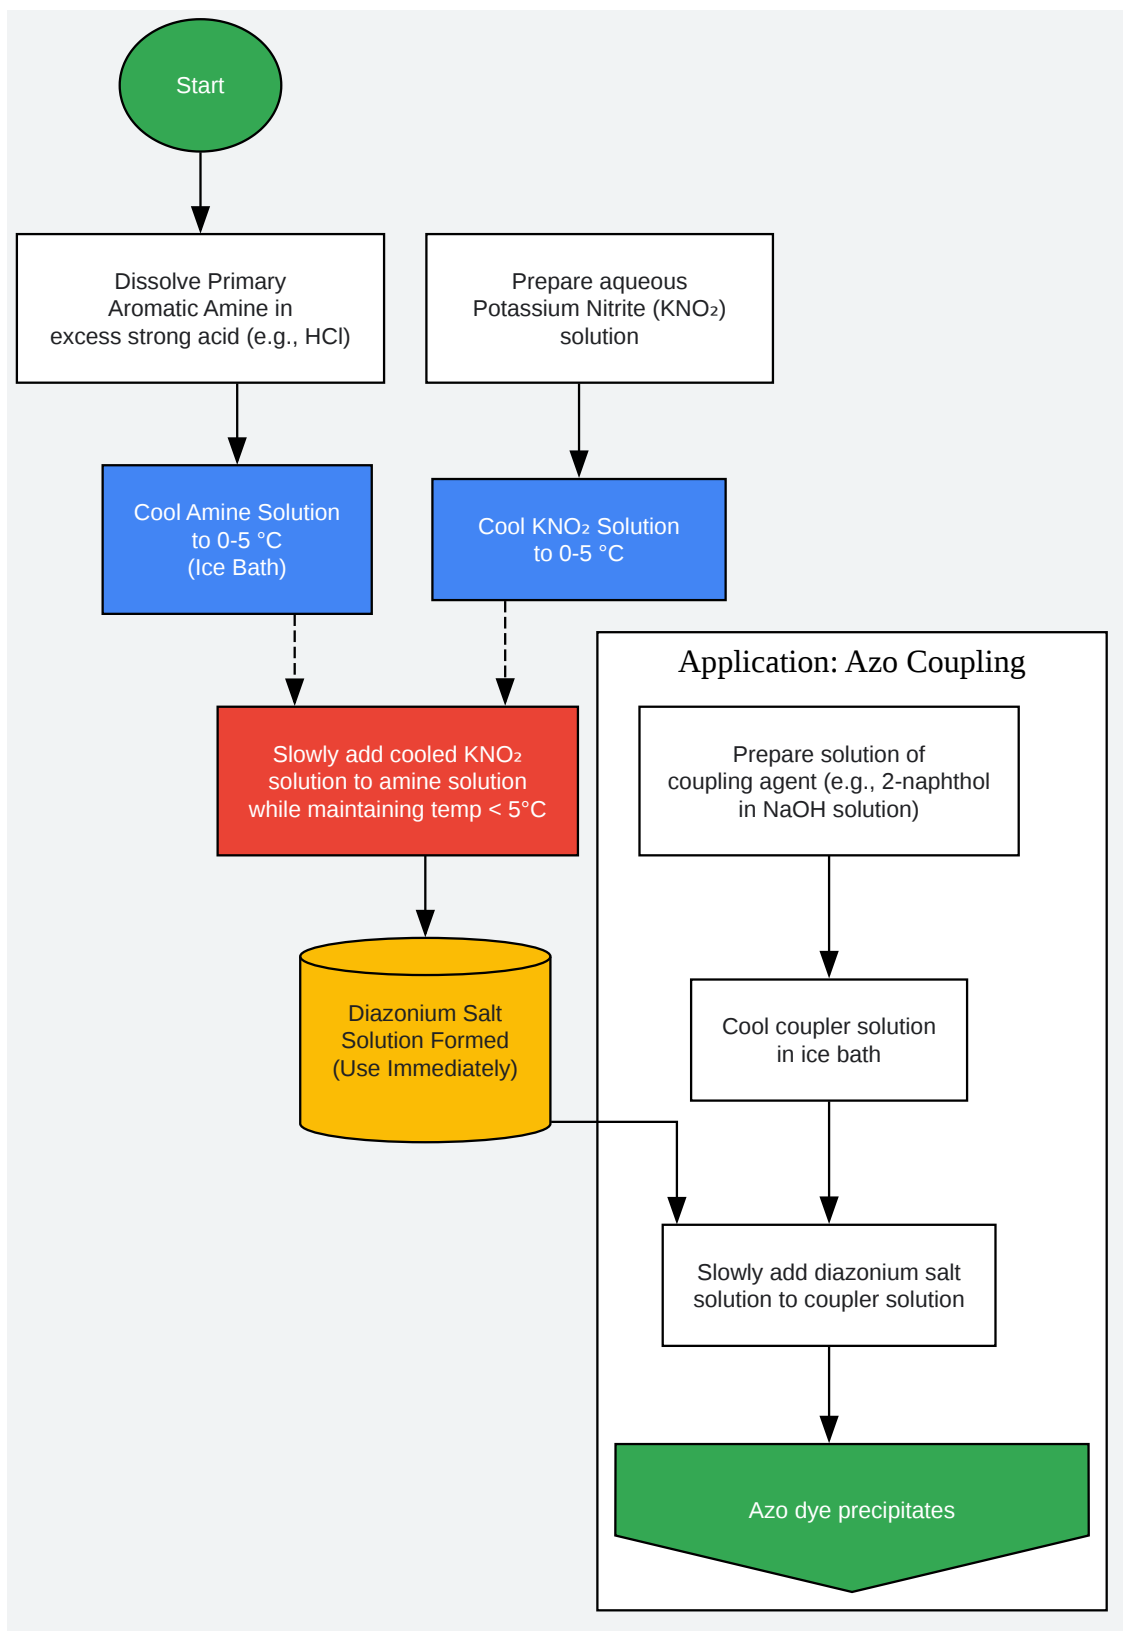 Start
Dissolve Primary
Aromatic Amine in
excess strong acid (e.g., HCl)
Prepare aqueous
Potassium Nitrite (KNO₂)
solution
Cool Amine Solution
to 0-5 °C
(Ice Bath)
Cool KNO₂ Solution
to 0-5 °C
Application: Azo Coupling
Slowly add cooled KNO₂
solution to amine solution
while maintaining temp < 5°C
Prepare solution of
coupling agent (e.g., 2-naphthol
in NaOH solution)
Diazonium Salt
Solution Formed
(Use Immediately)
Cool coupler solution
in ice bath
Slowly add diazonium salt
solution to coupler solution
Azo dye precipitates